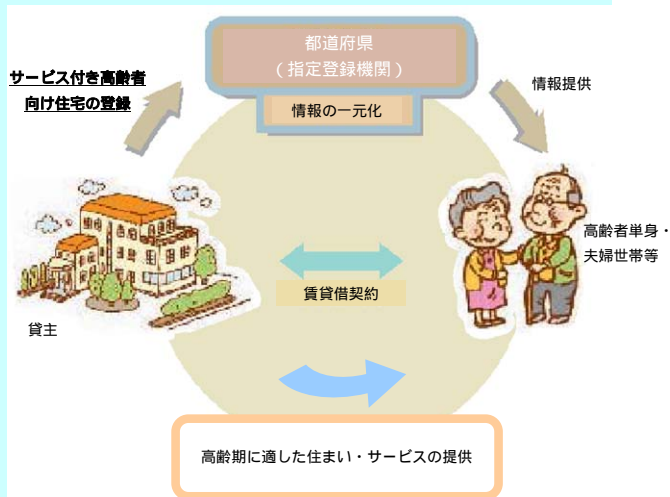 都道府県
（指定登録機関）
情報の一元化
サービス付き高齢者
向け住宅の登録
情報提供
高齢者単身・
夫婦世帯等
賃貸借契約
貸主
高齢期に適した住まい・サービスの提供